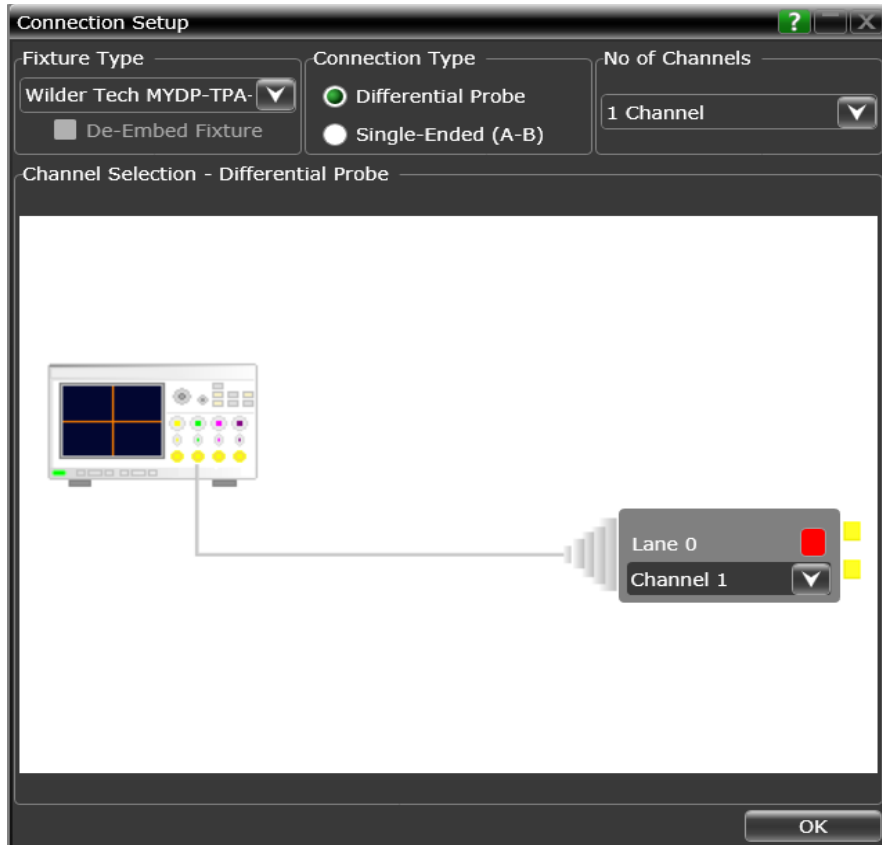 Connection Setup
?
X
Fixture Type
Wilder Tech MYDP-TPA-
De-Embed Fixture
Connection Type
Differential Probe
Single-Ended (A-B)
No of Channels
1 Channel
Channel Selection - Differential Probe
Lane 0
Channel 1
OK